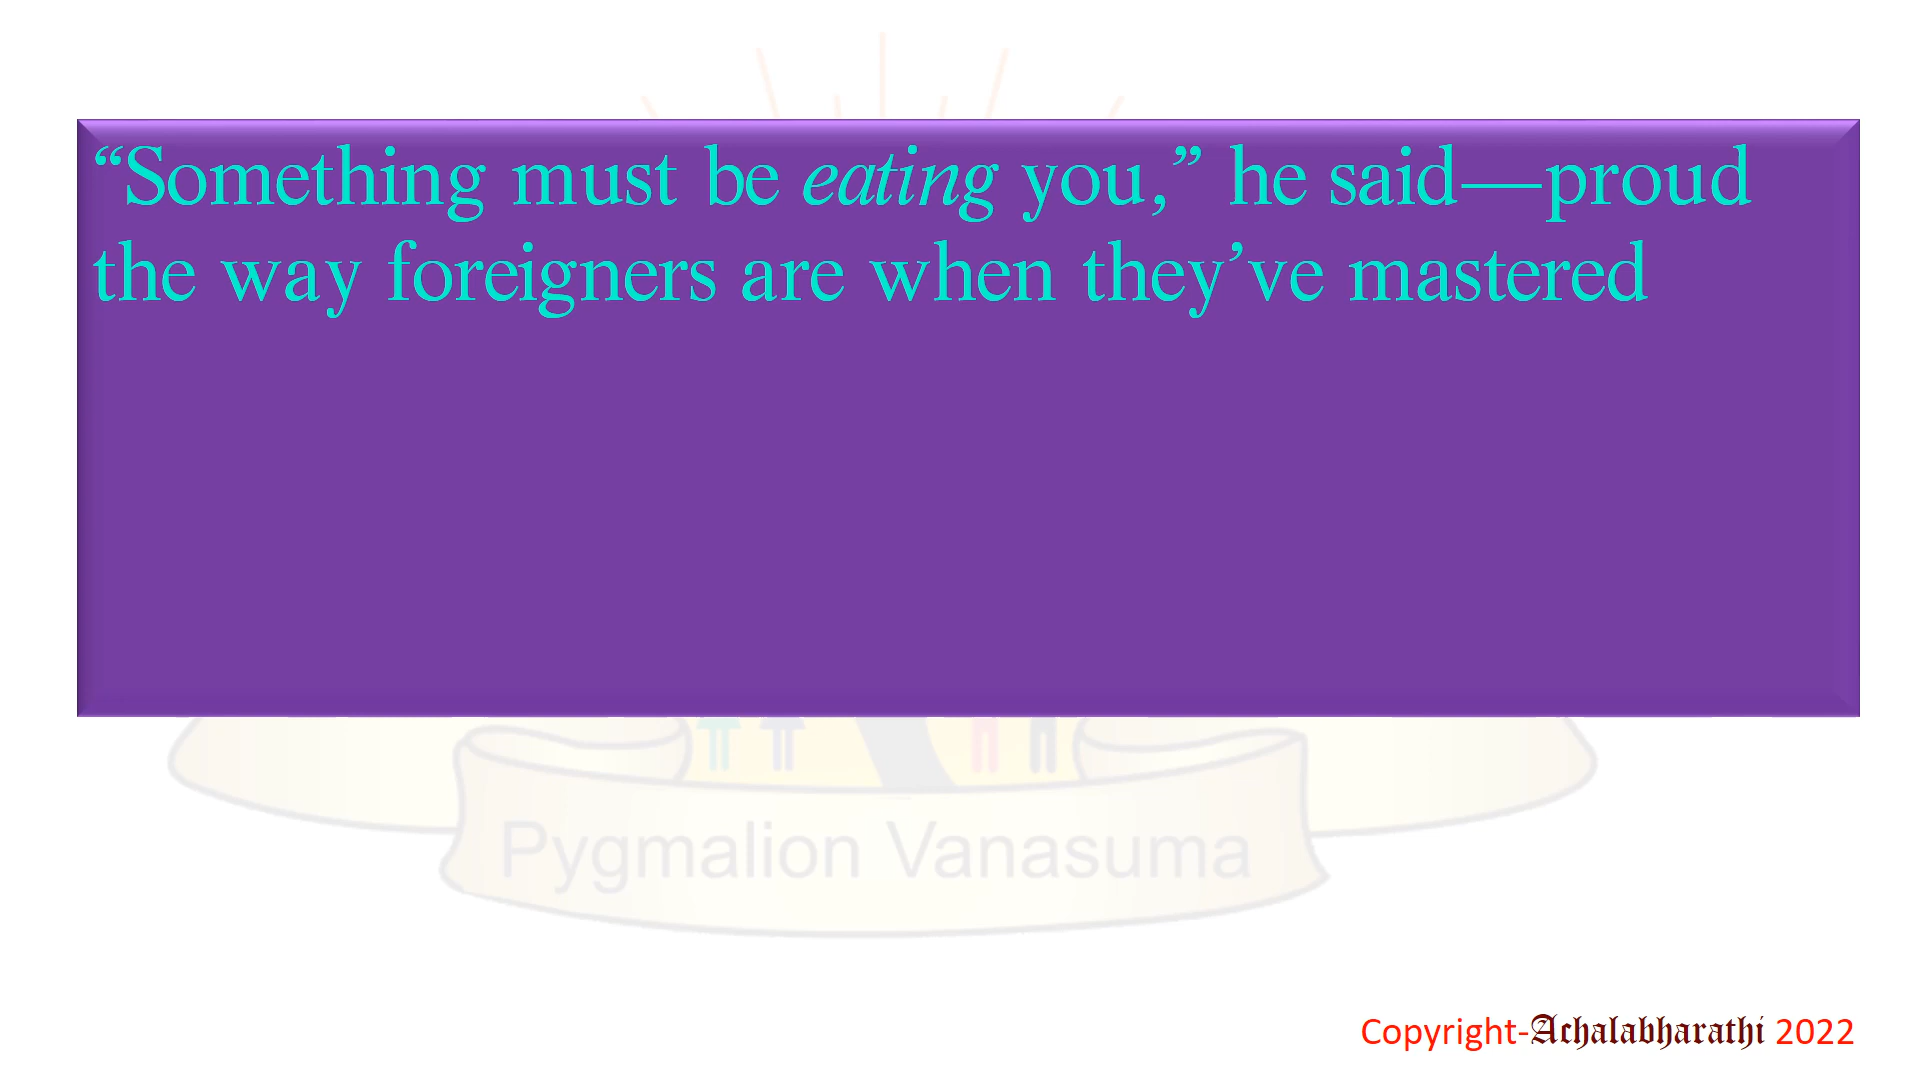 “Something must be eating you,” he said—proud
the way foreigners are when they’ve mastered
Pygmalion Vanasuma
Copyright-Achalabharathi 2022